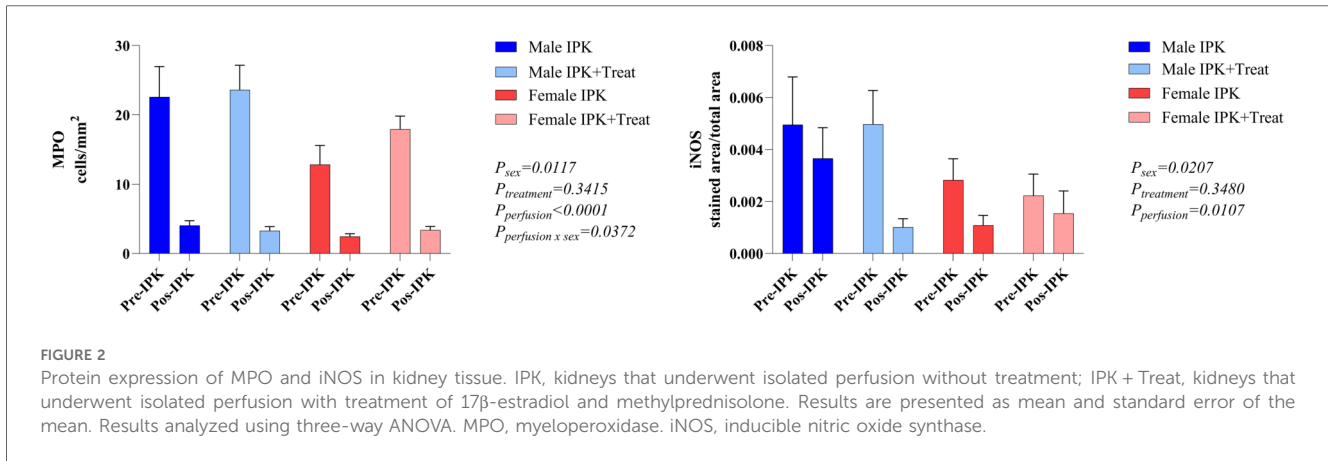 30
20
10
0
MPO
cells/mm²
Pre-IPK
Pos-IPK
Pre-IPK
Pos-IPK
Pre-IPK
Pos-IPK
Pre-IPK
Pos-IPK
Male IPK
Male IPK+Treat
Female IPK
Female IPK+Treat
Psex=0.0117
Ptreatment=0.3415
Pperfusion<0.0001
Pperfusion x sex=0.0372
0.008
0.006
0.004
0.002
0.000
iNOS
stained area/total area
Pre-IPK
Pos-IPK
Pre-IPK
Pos-IPK
Pre-IPK
Pos-IPK
Pre-IPK
Pos-IPK
Male IPK
Male IPK+Treat
Female IPK
Female IPK+Treat
Psex=0.0207
Ptreatment=0.3480
Pperfusion=0.0107
FIGURE 2
Protein expression of MPO and iNOS in kidney tissue. IPK, kidneys that underwent isolated perfusion without treatment; IPK + Treat, kidneys that
underwent isolated perfusion with treatment of 17β-estradiol and methylprednisolone. Results are presented as mean and standard error of the
mean. Results analyzed using three-way ANOVA. MPO, myeloperoxidase. iNOS, inducible nitric oxide synthase.